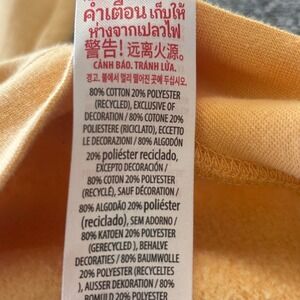 คำเตือน เก็บให้
ห่างจากเปลวไฟ
警告! 远离火源。
CẢNH BÁO. TRÁNH LỬA.
경고. 불에서 멀리 떨어진 곳에 두십시오.
80% COTTON 20% POLYESTER
(RECYCLED), EXCLUSIVE OF
DECORATION / 80% COTONE 20%
POLIESTERE (RICICLATO), ECCETTO
LE DECORAZIONI / 80% ALGODÓN
20% poliéster reciclado,
EXCEPTO DECORACIÓN /
80% COTON 20% POLYESTER
(RECYCLÉ), SAUF DÉCORATION /
80% ALGODÃO 20% poliéster
(reciclado), SEM ADORNO /
80% KATOEN 20% POLYESTER
(GERECYCLED ), BEHALVE
DECORATIES / 80% BAUMWOLLE
20% POLYESTER (RECYCELTES
), AUSSER DEKORATION / 80%
ROMULD 20% POLYESTER